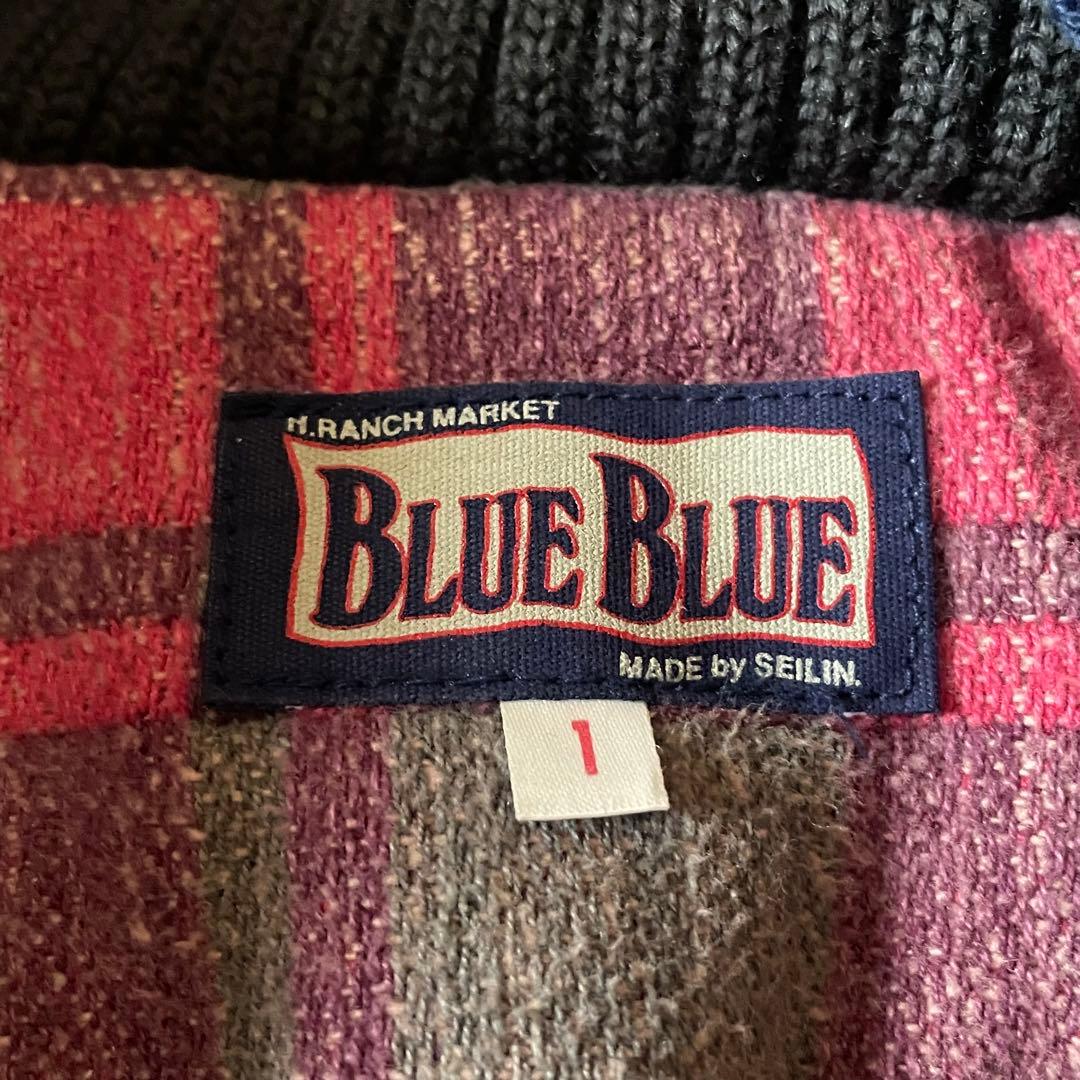 H.RANCH MARKET
BLUE BLUE
MADE by SEILIN.
1